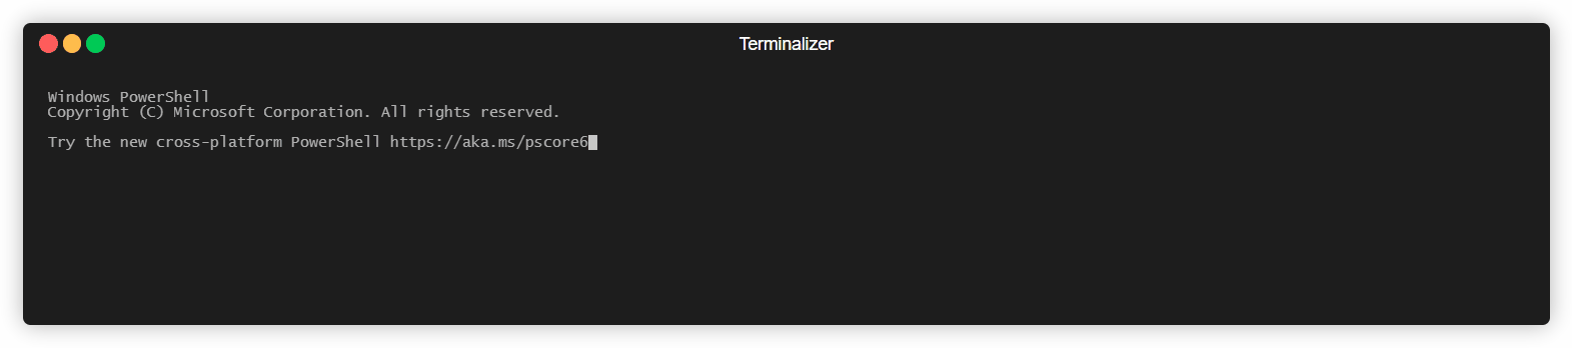 Terminalizer
Windows PowerShell
Copyright (C) Microsoft Corporation. All rights reserved.
Try the new cross-platform PowerShell https://aka.ms/pscore6